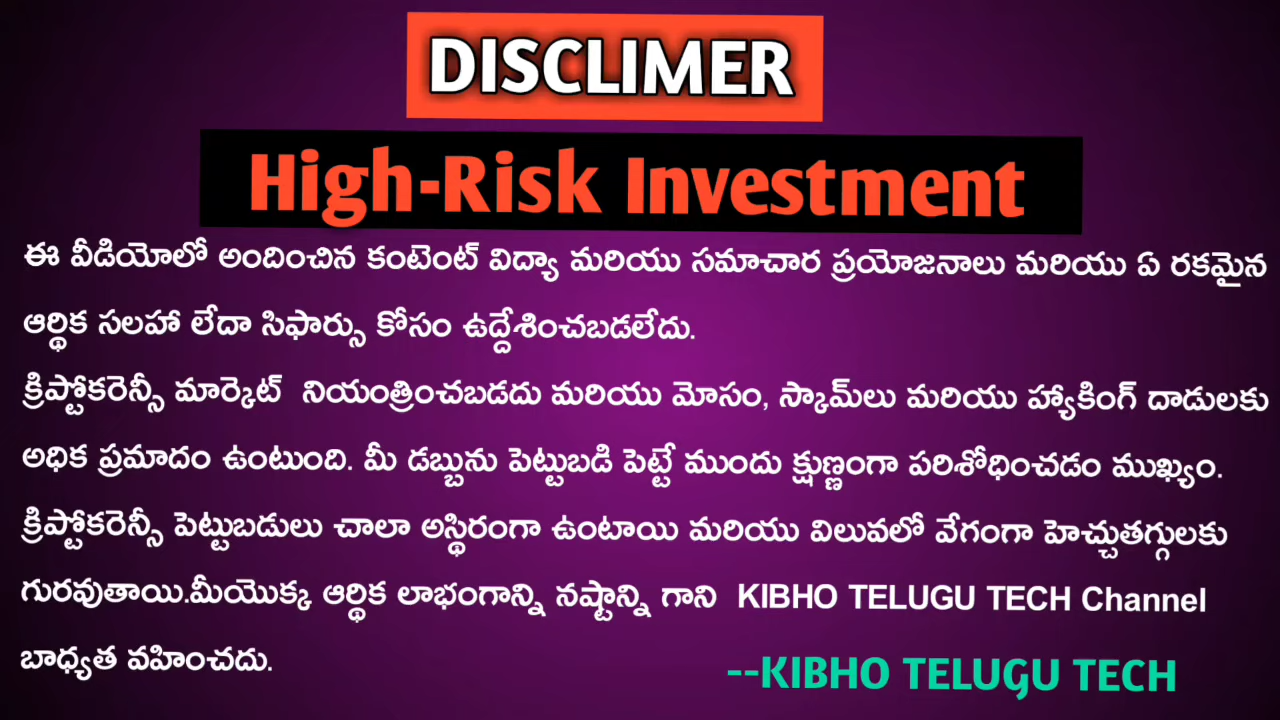 DISCLIMER
High-Risk Investment
ఈ వీడియోలో అందించిన కంటెంట్ విద్యా మరియు సమాచార ప్రయోజనాలు మరియు ఏ రకమైన
ఆర్థిక సలహా లేదా సిఫార్సు కోసం ఉద్దేశించబడలేదు.
క్రిప్టోకరెన్సీ మార్కెట్ నియంత్రించబడదు మరియు మోసం, స్కామ్‌లు మరియు హ్యాకింగ్ దాడులకు
అధిక ప్రమాదం ఉంటుంది. మీ డబ్బును పెట్టుబడి పెట్టే ముందు క్షుణ్ణంగా పరిశోధించడం ముఖ్యం.
క్రిప్టోకరెన్సీ పెట్టుబడులు చాలా అస్థిరంగా ఉంటాయి మరియు విలువలో వేగంగా హెచ్చుతగ్గులకు
గురవుతాయి.మీయొక్క ఆర్థిక లాభంగాన్ని నష్టాన్ని గాని KIBHO TELUGU TECH Channel
బాధ్యత వహించదు.
--KIBHO TELUGU TECH